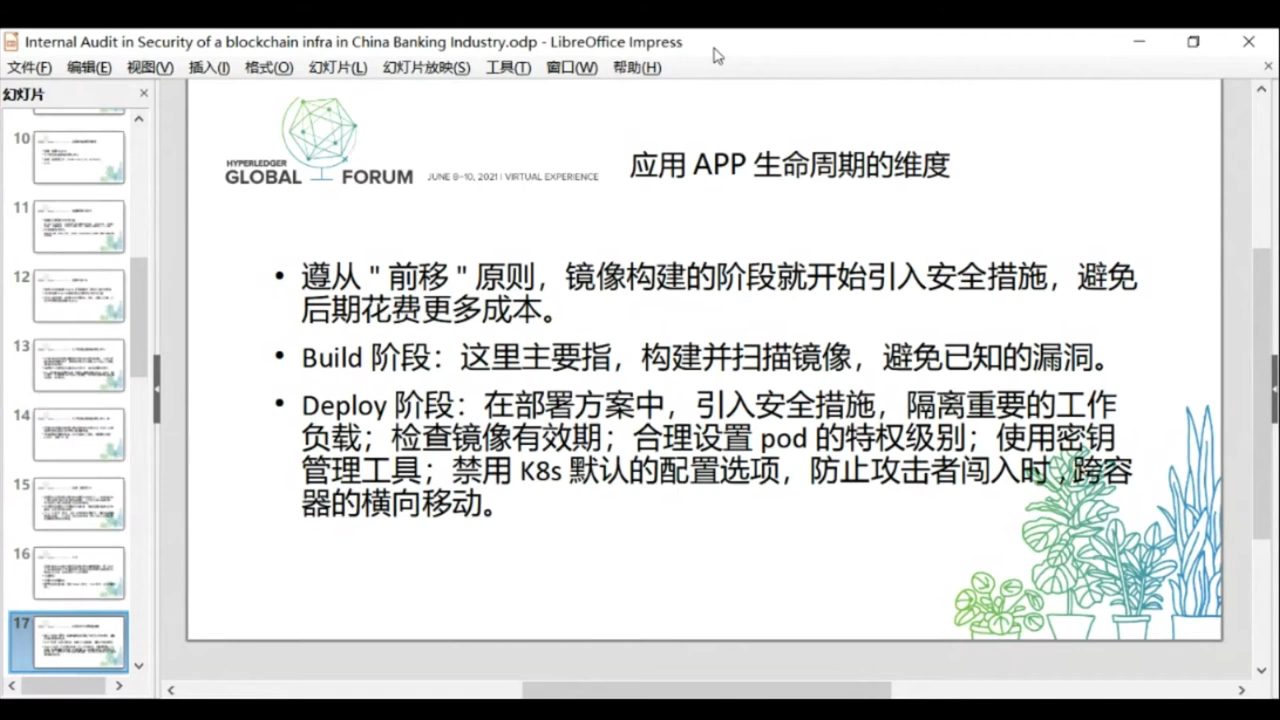 Internal Audit in Security of a blockchain infra in China Banking Industry.odp - LibreOffice Impress
文件(F) 编辑(E) 视图(V) 插入(I) 格式(O) 幻灯片(L) 幻灯片放映(S) 工具(T) 窗口(W) 帮助(H)
幻灯片
10
11
12
13
14
15
16
17
HYPERLEDGER
GLOBAL FORUM
JUNE 8-10, 2021 | VIRTUAL EXPERIENCE
应用 APP 生命周期的维度
• 遵从 " 前移 " 原则，镜像构建的阶段就开始引入安全措施，避免
后期花费更多成本。
• Build 阶段：这里主要指，构建并扫描镜像，避免已知的漏洞。
• Deploy 阶段：在部署方案中，引入安全措施，隔离重要的工作
负载；检查镜像有效期；合理设置 pod 的特权级别；使用密钥
管理工具；禁用 K8s 默认的配置选项，防止攻击者闯入时，跨容
器的横向移动。